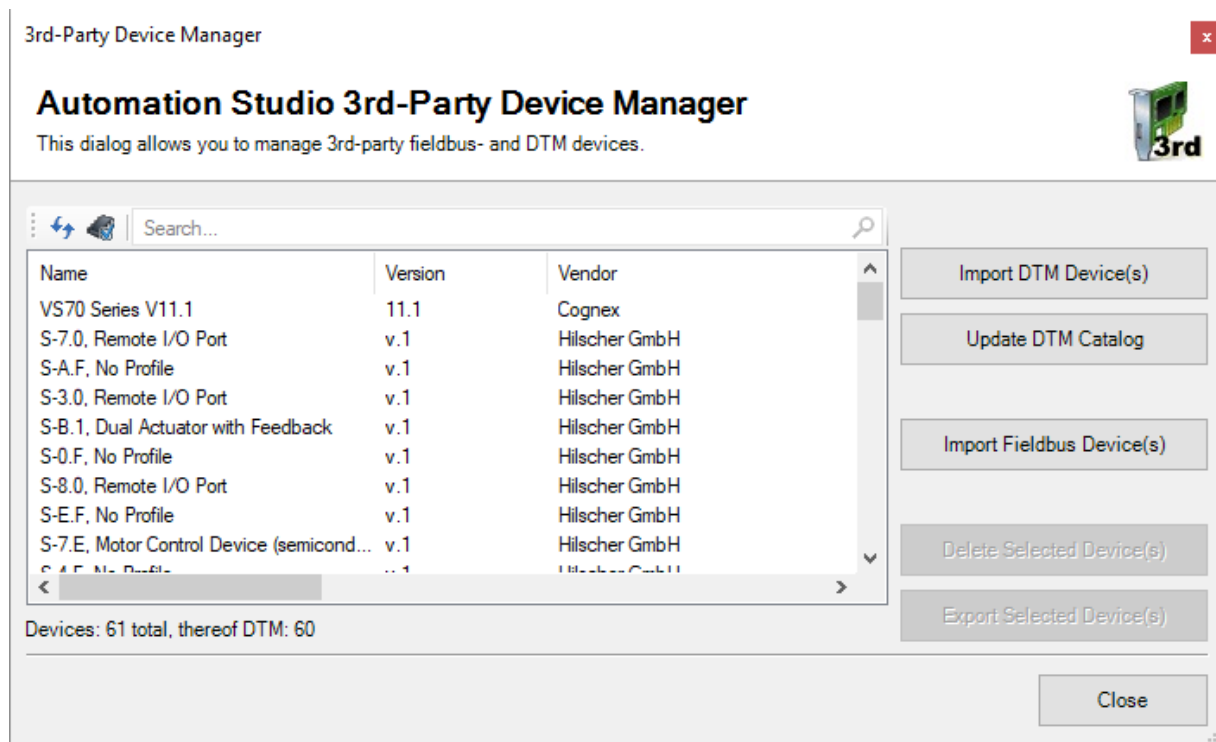 3rd-Party Device Manager
x
Automation Studio 3rd-Party Device Manager
This dialog allows you to manage 3rd-party fieldbus- and DTM devices.
3rd
Search...
Name Version Vendor
VS70 Series V11.1 11.1 Cognex
S-7.0, Remote I/O Port v.1 Hilscher GmbH
S-A.F, No Profile v.1 Hilscher GmbH
S-3.0, Remote I/O Port v.1 Hilscher GmbH
S-B.1, Dual Actuator with Feedback v.1 Hilscher GmbH
S-0.F, No Profile v.1 Hilscher GmbH
S-8.0, Remote I/O Port v.1 Hilscher GmbH
S-E.F, No Profile v.1 Hilscher GmbH
S-7.E, Motor Control Device (semicond... v.1 Hilscher GmbH
Devices: 61 total, thereof DTM: 60
Import DTM Device(s)
Update DTM Catalog
Import Fieldbus Device(s)
Delete Selected Device(s)
Export Selected Device(s)
Close